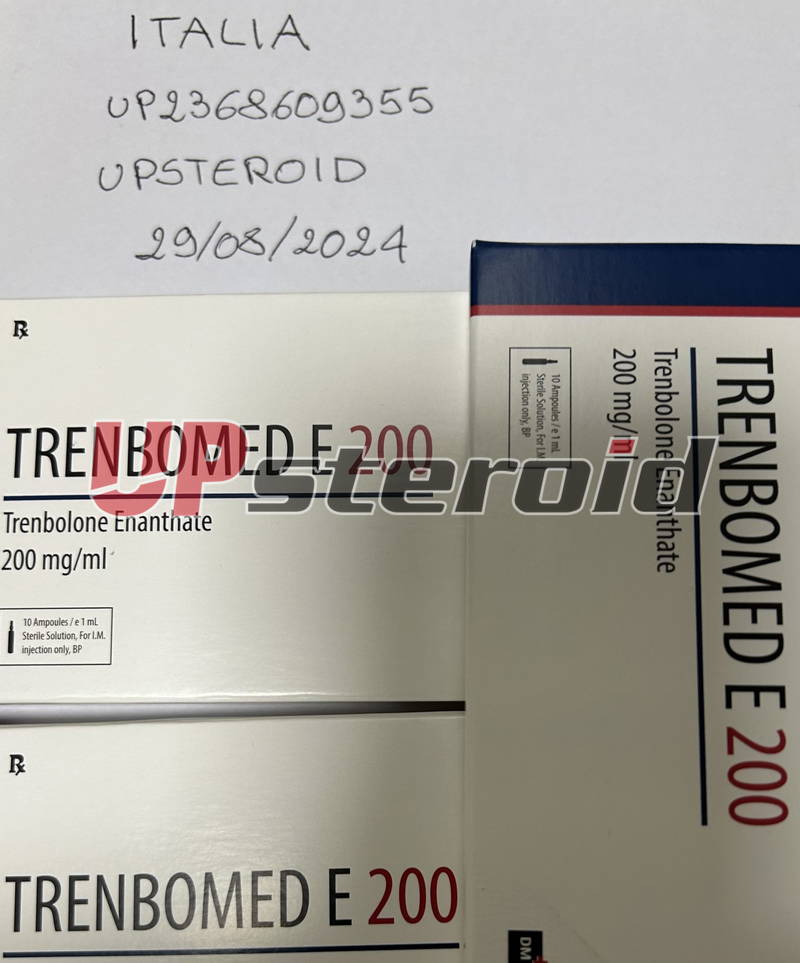 ITALIA
UP2368609355
UPSTEROID
29/08/2024
℞
TRENBOMED E 200
Trenbolone Enanthate
200 mg/ml
10 Ampoules / e 1 mL
Sterile Solution, For I.M.
injection only, BP
UPsteroid
TRENBOMED E 200
Trenbolone Enanthate
200 mg/ml
10 Ampoules / e 1 mL
Sterile Solution, For I.M.
injection only, BP
DM
℞
TRENBOMED E 200